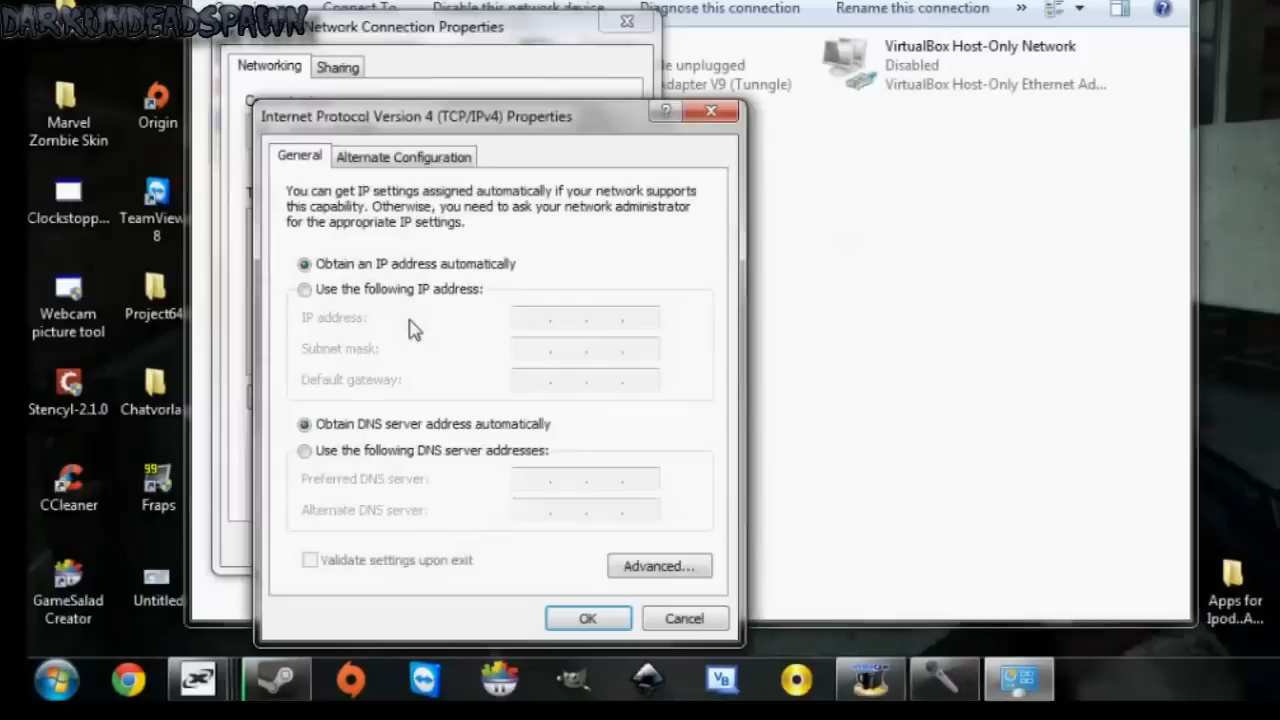 DARKUNDEADSPAWN
Disable this network device
Diagnose this connection
Rename this connection
»
Network Connection Properties
Networking
Sharing
unplugged
dapter V9 (Tunngle)
VirtualBox Host-Only Network
Disabled
VirtualBox Host-Only Ethernet Ad...
Internet Protocol Version 4 (TCP/IPv4) Properties
General
Alternate Configuration
You can get IP settings assigned automatically if your network supports
this capability. Otherwise, you need to ask your network administrator
for the appropriate IP settings.
Obtain an IP address automatically
Use the following IP address:
IP address:
Subnet mask:
Default gateway:
Obtain DNS server address automatically
Use the following DNS server addresses:
Preferred DNS server:
Alternate DNS server:
Validate settings upon exit
Advanced...
OK
Cancel
Marvel
Zombie Skin
Origin
Clockstopp...
TeamView
8
Webcam
picture tool
Project64
Stencyl-2.1.0
Chatvorla
CCleaner
99
Fraps
GameSalad
Creator
Untitled
Apps for
Ipod..A...
VB